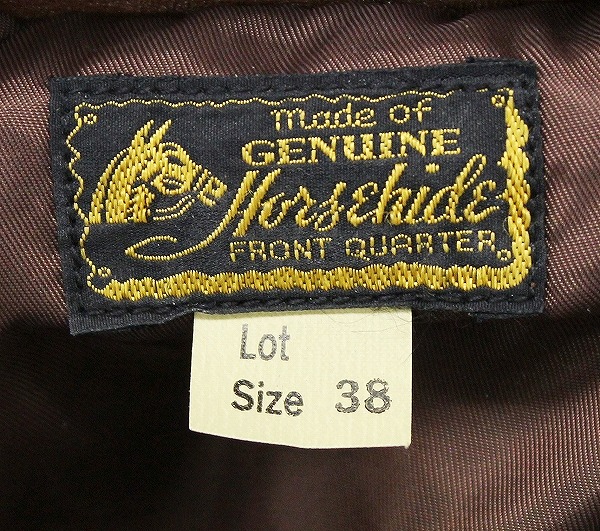 Made of
GENUINE
Horsehide
FRONT QUARTER
Lot
Size 38